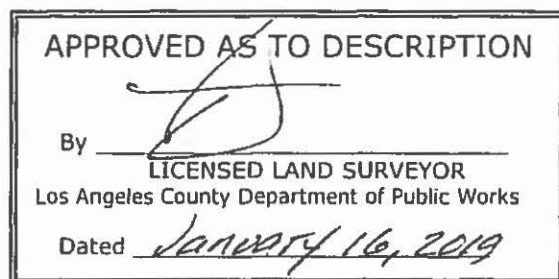 APPROVED AS TO DESCRIPTION
By
LICENSED LAND SURVEYOR
Los Angeles County Department of Public Works
Dated January 16, 2019